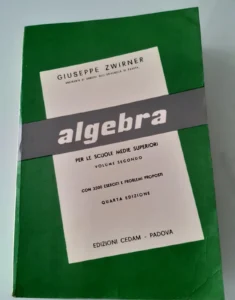 GIUSEPPE ZWIRNER
algebra
PER LE SCUOLE MEDIE SUPERIORI
VOLUME SECONDO
CON 2200 ESERCIZI E PROBLEMI PROPOSTI
QUARTA EDIZIONE
EDIZIONI CEDAM - PADOVA